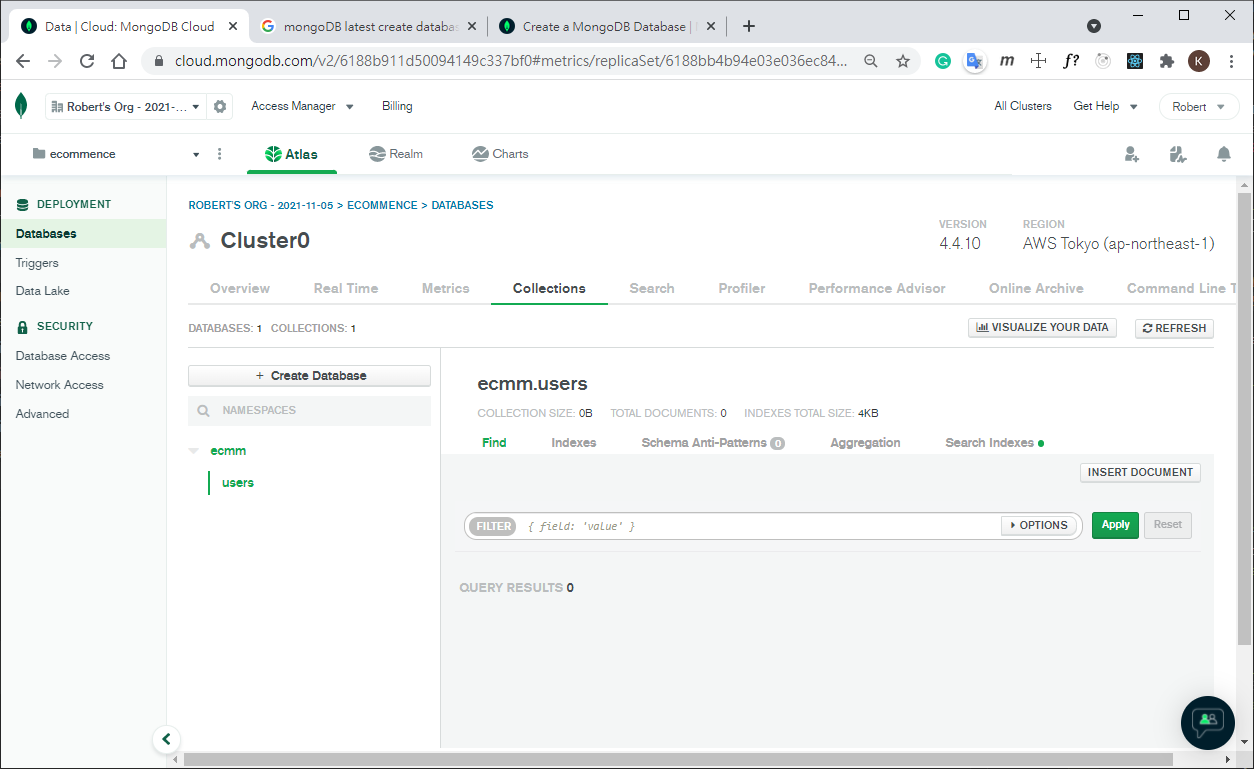 Data | Cloud: MongoDB Cloud
mongoDB latest create databas
Create a MongoDB Database |
cloud.mongodb.com/v2/6188b911d50094149c337bf0#metrics/replicaSet/6188bb4b94e03e036ec84...
m
f?
K
Robert's Org - 2021-...
Access Manager
Billing
All Clusters
Get Help
Robert
ecommence
Atlas
Realm
Charts
DEPLOYMENT
Databases
Triggers
Data Lake
SECURITY
Database Access
Network Access
Advanced
ROBERT'S ORG - 2021-11-05 > ECOMMENCE > DATABASES
Cluster0
VERSION
4.4.10
REGION
AWS Tokyo (ap-northeast-1)
Overview
Real Time
Metrics
Collections
Search
Profiler
Performance Advisor
Online Archive
Command Line T
DATABASES: 1 COLLECTIONS: 1
VISUALIZE YOUR DATA
REFRESH
+ Create Database
NAMESPACES
ecmm
users
ecmm.users
COLLECTION SIZE: 0B TOTAL DOCUMENTS: 0 INDEXES TOTAL SIZE: 4KB
Find
Indexes
Schema Anti-Patterns 0
Aggregation
Search Indexes
INSERT DOCUMENT
FILTER
{ field: 'value' }
OPTIONS
Apply
Reset
QUERY RESULTS 0